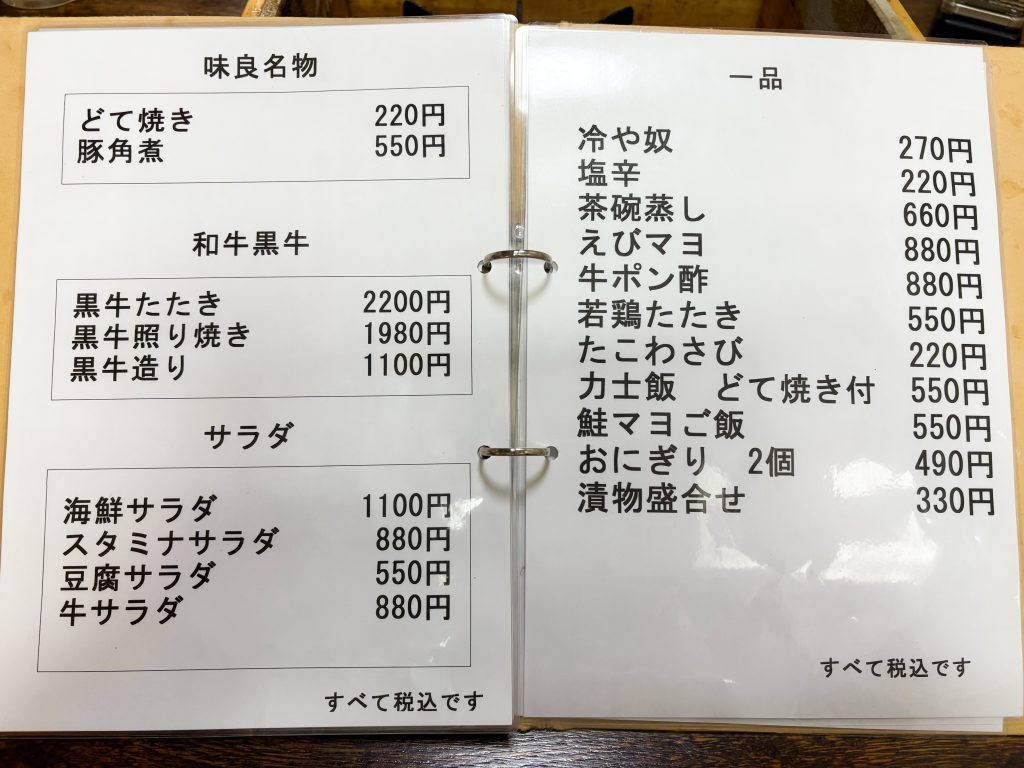 味良名物
どて焼き 220円
豚角煮 550円
和牛黒牛
黒牛たたき 2200円
黒牛照り焼き 1980円
黒牛造り 1100円
サラダ
海鮮サラダ 1100円
スタミナサラダ 880円
豆腐サラダ 550円
牛サラダ 880円
すべて税込です
一品
冷や奴 270円
塩辛 220円
茶碗蒸し 660円
えびマヨ 880円
牛ポン酢 880円
若鶏たたき 550円
たこわさび 220円
力士飯 どて焼き付 550円
鮭マヨご飯 550円
おにぎり 2個 490円
漬物盛合せ 330円
すべて税込です